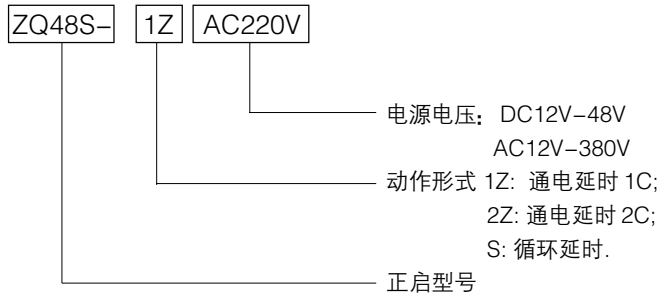 ZQ48S- 1Z AC220V
电源电压: DC12V-48V
AC12V-380V
动作形式 1Z: 通电延时 1C;
2Z: 通电延时 2C;
S: 循环延时.
正启型号